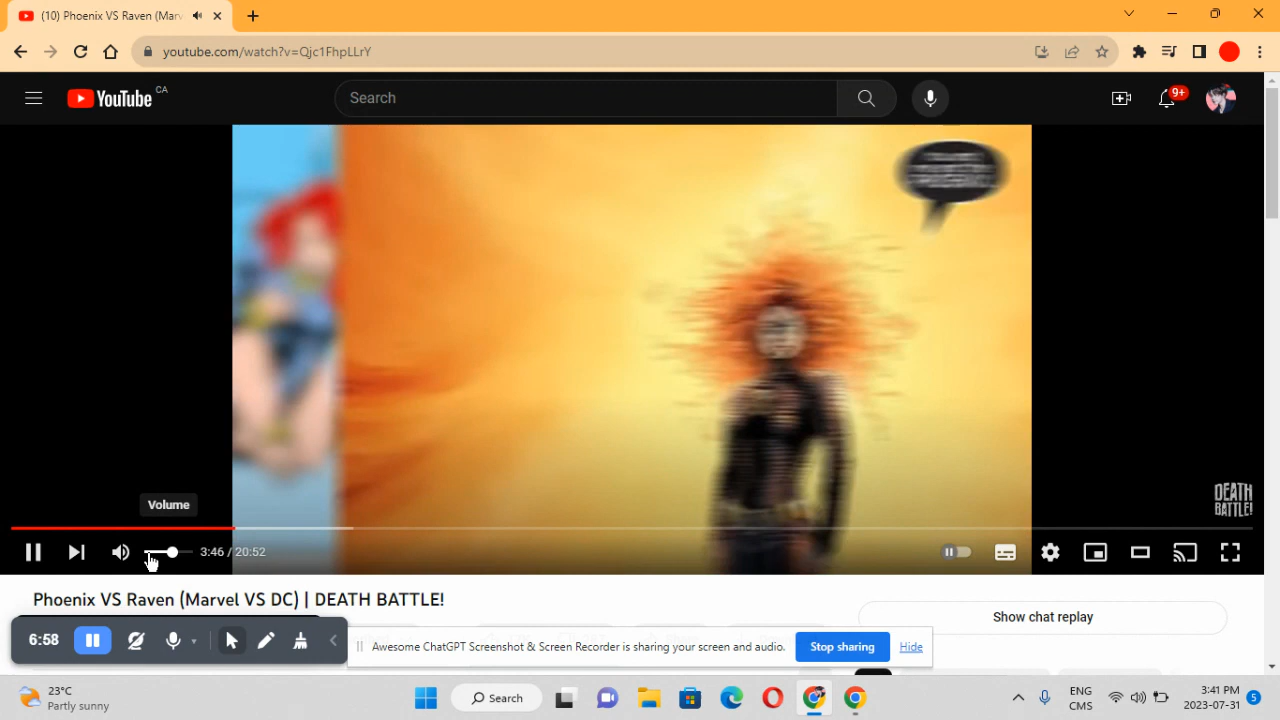 (10) Phoenix VS Raven (Marv
youtube.com/watch?v=Qjc1FhpLLrY
YouTube CA
Search
9+
DEATH BATTLE!
Volume
3:46 / 20:52
Phoenix VS Raven (Marvel VS DC) | DEATH BATTLE!
Show chat replay
6:58
Awesome ChatGPT Screenshot & Screen Recorder is sharing your screen and audio.
Stop sharing
Hide
23°C
Partly sunny
Search
ENG
CMS
3:41 PM
2023-07-31
5